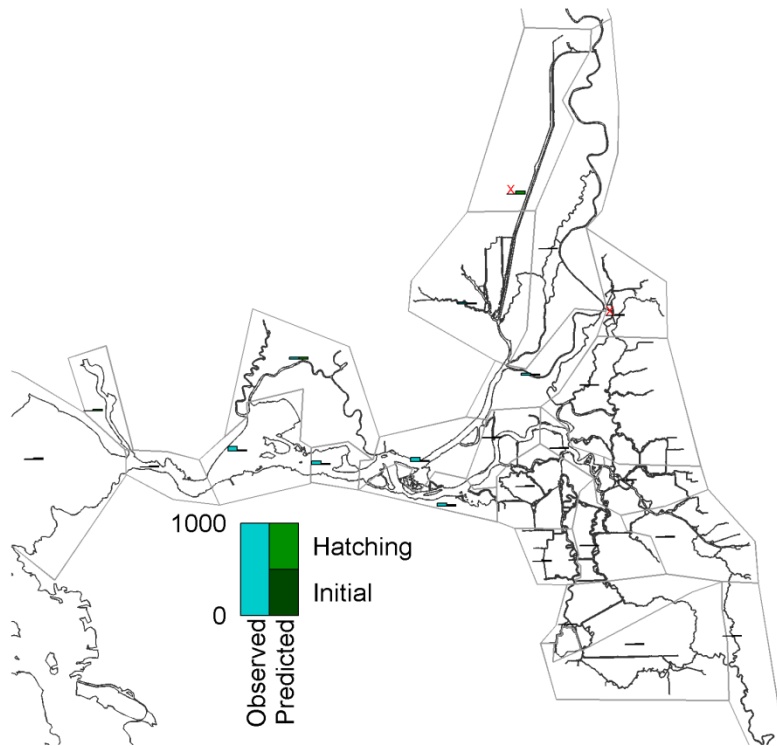 X
X
1000
Hatching
Initial
0
Observed
Predicted